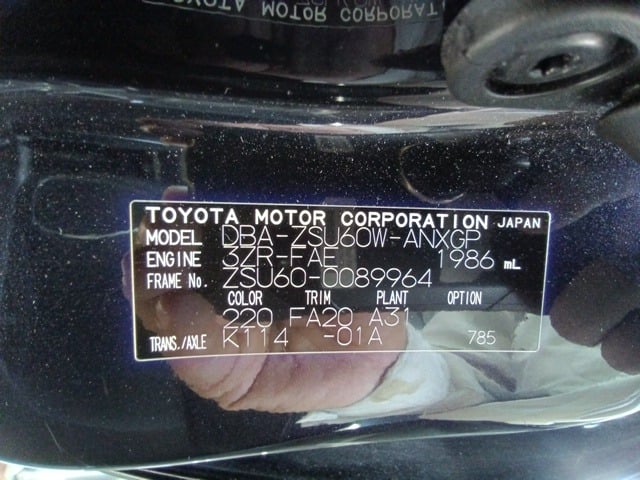 TOYOTA MOTOR CORPORATION JAPAN
MODEL DBA-ZSU60W-ANXGP
ENGINE 3ZR-FAE 1986 mL
FRAME No. ZSU60-0089964
COLOR TRIM PLANT OPTION
220 FA20 A31
TRANS./AXLE K114 -01A 785